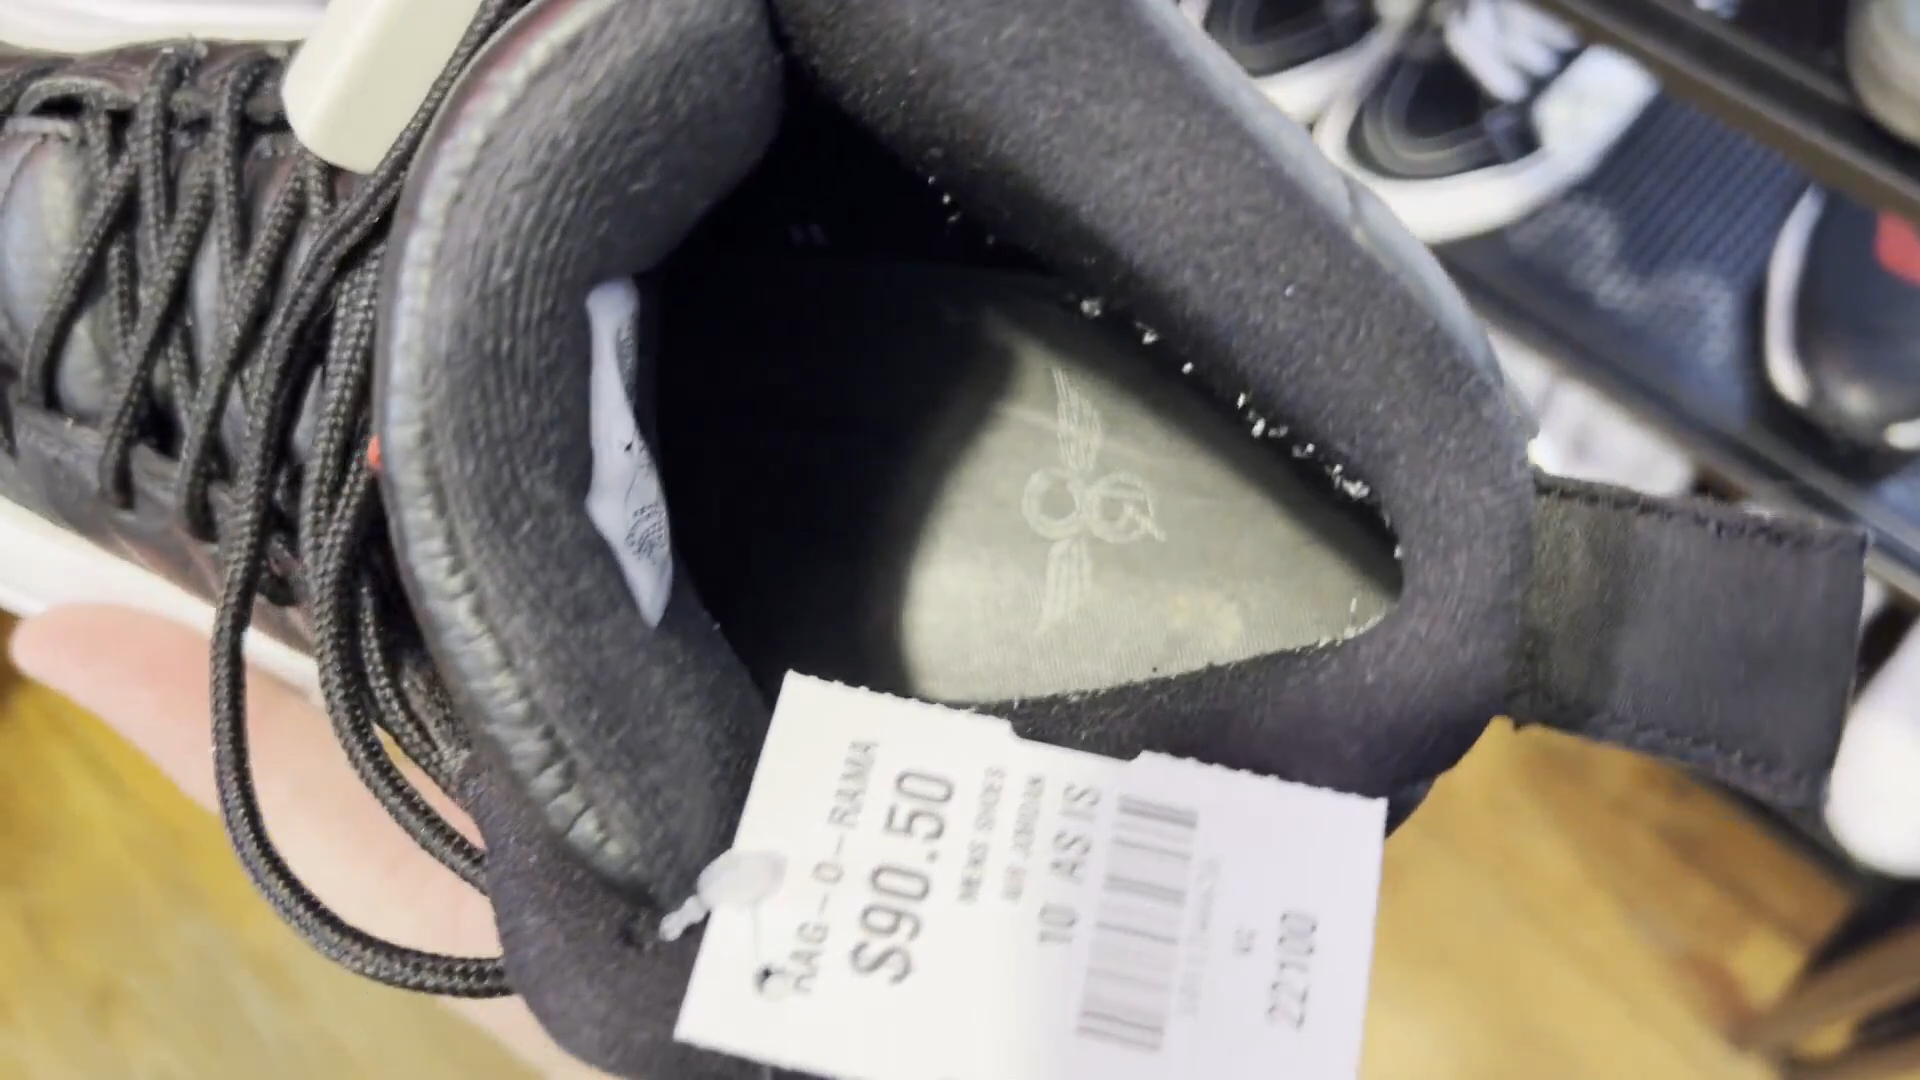 RAG-O-RAMA
$90.50
MENS SHOES
AIR JORDAN
10 AS IS
22100